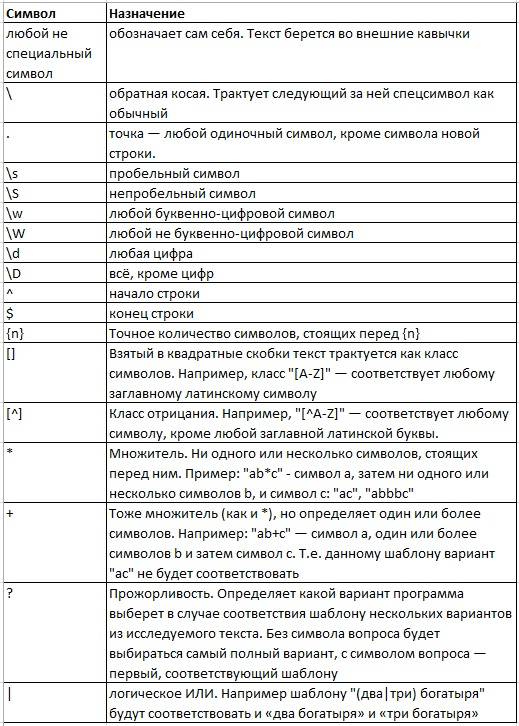 Символ Назначение
любой не обозначает сам себя. Текст берется во внешние кавычки
специальный
символ
\ обратная косая. Трактует следующий за ней спецсимвол как
обычный
. точка — любой одиночный символ, кроме символа новой
строки.
\s пробельный символ
\S непробельный символ
\w любой буквенно-цифровой символ
\W любой не буквенно-цифровой символ
\d любая цифра
\D всё, кроме цифр
^ начало строки
$ конец строки
{n} Точное количество символов, стоящих перед {n}
[] Взятый в квадратные скобки текст трактуется как класс
символов. Например, класс "[A-Z]" — соответствует любому
заглавному латинскому символу
[^] Класс отрицания. Например, "[^A-Z]" — соответствует любому
символу, кроме любой заглавной латинской буквы.
* Множитель. Ни одного или несколько символов, стоящих
перед ним. Пример: "ab*c" - символ a, затем ни одного или
несколько символов b, и символ c: "ac", "abbbc"
+ Тоже множитель (как и *), но определяет один или более
символов. Например: "ab+c" — символ a, один или более
символов b и затем символ c. Т.е. данному шаблону вариант
"ac" не будет соответствовать
? Прожорливость. Определяет какой вариант программа
выберет в случае соответствия шаблону нескольких вариантов
из исследуемого текста. Без символа вопроса будет
выбираться самый полный вариант, с символом вопроса —
первый, соответствующий шаблону
| логическое ИЛИ. Например шаблону "(два|три) богатыря"
будут соответствовать и «два богатыря» и «три богатыря»